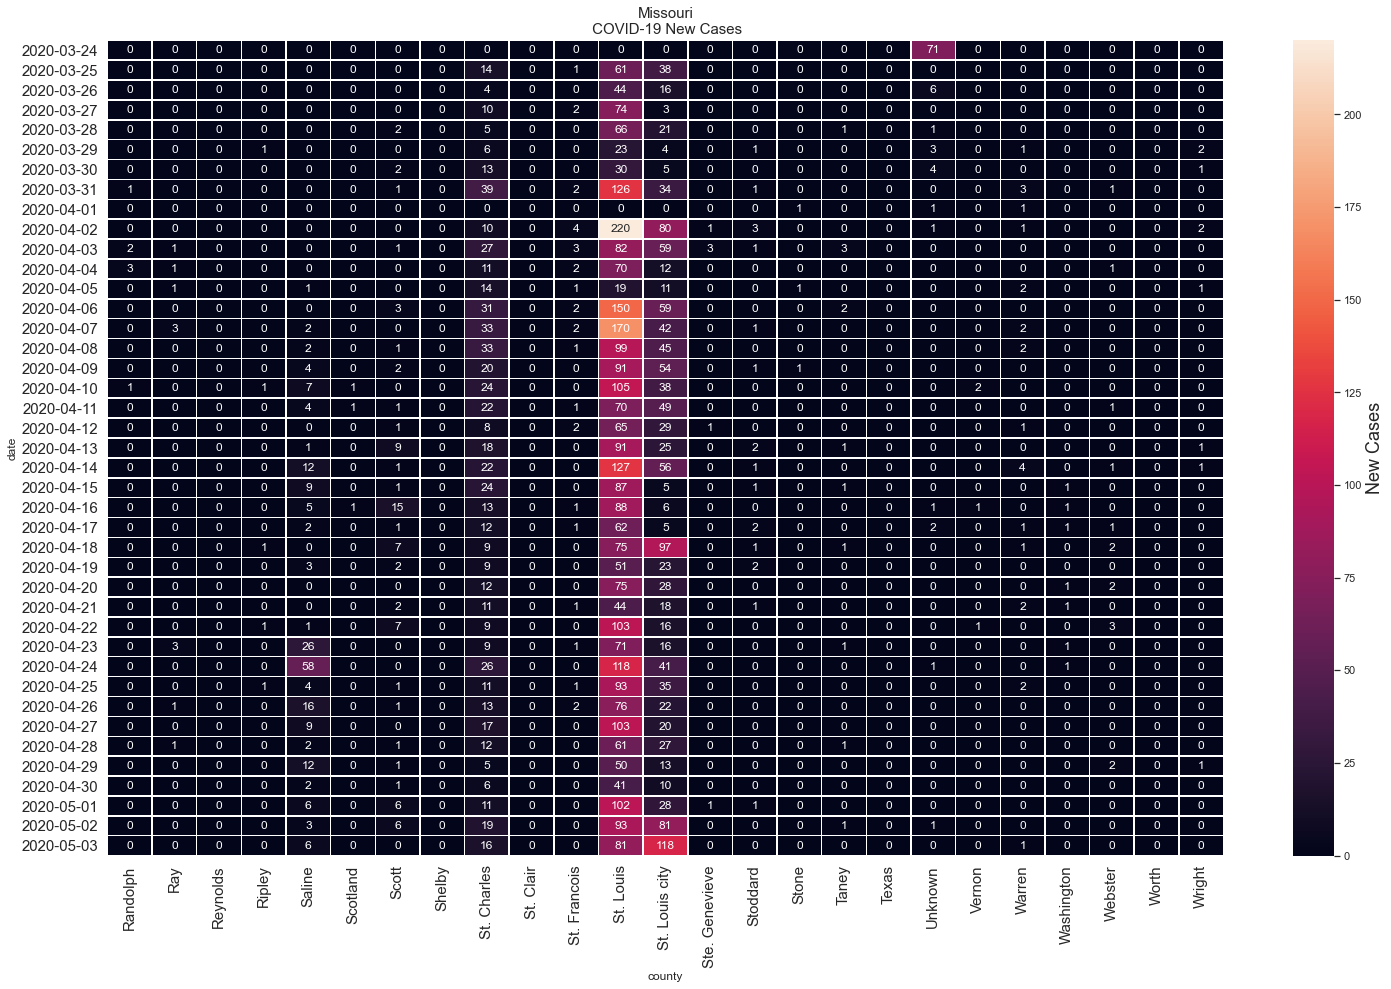 Missouri
COVID-19 New Cases
2020-03-24 0 0 0 0 0 0 0 0 0 0 0 0 0 0 0 0 0 0 71 0 0 0 0 0 0
2020-03-25 0 0 0 0 0 0 0 0 14 0 1 61 38 0 0 0 0 0 0 0 0 0 0 0 0
2020-03-26 0 0 0 0 0 0 0 0 4 0 0 44 16 0 0 0 0 0 6 0 0 0 0 0 0
2020-03-27 0 0 0 0 0 0 0 0 10 0 2 74 3 0 0 0 0 0 0 0 0 0 0 0 0
2020-03-28 0 0 0 0 0 0 2 0 5 0 0 66 21 0 0 0 1 0 1 0 0 0 0 0 0
2020-03-29 0 0 0 1 0 0 0 0 6 0 0 23 4 0 1 0 0 0 3 0 1 0 0 0 2
2020-03-30 0 0 0 0 0 0 2 0 13 0 0 30 5 0 0 0 0 0 4 0 0 0 0 0 1
2020-03-31 1 0 0 0 0 0 1 0 39 0 2 126 34 0 1 0 0 0 0 0 3 0 1 0 0
2020-04-01 0 0 0 0 0 0 0 0 0 0 0 0 0 0 0 1 0 0 1 0 1 0 0 0 0
2020-04-02 0 0 0 0 0 0 0 0 10 0 4 220 80 1 3 0 0 0 1 0 1 0 0 0 2
2020-04-03 2 1 0 0 0 0 1 0 27 0 3 82 59 3 1 0 3 0 0 0 0 0 0 0 0
2020-04-04 3 1 0 0 0 0 0 0 11 0 2 70 12 0 0 0 0 0 0 0 0 0 1 0 0
2020-04-05 0 1 0 0 1 0 0 0 14 0 1 19 11 0 0 1 0 0 0 0 2 0 0 0 1
2020-04-06 0 0 0 0 0 0 3 0 31 0 2 150 59 0 0 0 2 0 0 0 0 0 0 0 0
2020-04-07 0 3 0 0 2 0 0 0 33 0 2 170 42 0 1 0 0 0 0 0 2 0 0 0 0
2020-04-08 0 0 0 0 2 0 1 0 33 0 1 99 45 0 0 0 0 0 0 0 2 0 0 0 0
2020-04-09 0 0 0 0 4 0 2 0 20 0 0 91 54 0 1 1 0 0 0 0 0 0 0 0 0
2020-04-10 1 0 0 1 7 1 0 0 24 0 0 105 38 0 0 0 0 0 0 2 0 0 0 0 0
2020-04-11 0 0 0 0 4 1 1 0 22 0 1 70 49 0 0 0 0 0 0 0 0 0 1 0 0
2020-04-12 0 0 0 0 0 0 1 0 8 0 2 65 29 1 0 0 0 0 0 0 1 0 0 0 0
2020-04-13 0 0 0 0 1 0 9 0 18 0 0 91 25 0 2 0 1 0 0 0 0 0 0 0 1
2020-04-14 0 0 0 0 12 0 1 0 22 0 0 127 56 0 1 0 0 0 0 0 4 0 1 0 1
2020-04-15 0 0 0 0 9 0 1 0 24 0 0 87 5 0 1 0 1 0 0 0 0 1 0 0 0
2020-04-16 0 0 0 0 5 1 15 0 13 0 1 88 6 0 0 0 0 0 1 1 0 1 0 0 0
2020-04-17 0 0 0 0 2 0 1 0 12 0 1 62 5 0 2 0 0 0 2 0 1 1 1 0 0
2020-04-18 0 0 0 1 0 0 7 0 9 0 0 75 97 0 1 0 1 0 0 0 1 0 2 0 0
2020-04-19 0 0 0 0 3 0 2 0 9 0 0 51 23 0 2 0 0 0 0 0 0 0 0 0 0
2020-04-20 0 0 0 0 0 0 0 0 12 0 0 75 28 0 0 0 0 0 0 0 0 1 2 0 0
2020-04-21 0 0 0 0 0 0 2 0 11 0 1 44 18 0 1 0 0 0 0 0 2 1 0 0 0
2020-04-22 0 0 0 1 1 0 7 0 9 0 0 103 16 0 0 0 0 0 0 1 0 0 3 0 0
2020-04-23 0 3 0 0 26 0 0 0 9 0 1 71 16 0 0 0 1 0 0 0 0 1 0 0 0
2020-04-24 0 0 0 0 58 0 0 0 26 0 0 118 41 0 0 0 0 0 1 0 0 1 0 0 0
2020-04-25 0 0 0 1 4 0 1 0 11 0 1 93 35 0 0 0 0 0 0 0 2 0 0 0 0
2020-04-26 0 1 0 0 16 0 1 0 13 0 2 76 22 0 0 0 0 0 0 0 0 0 0 0 0
2020-04-27 0 0 0 0 9 0 0 0 17 0 0 103 20 0 0 0 0 0 0 0 0 0 0 0 0
2020-04-28 0 1 0 0 2 0 1 0 12 0 0 61 27 0 0 0 1 0 0 0 0 0 0 0 0
2020-04-29 0 0 0 0 12 0 1 0 5 0 0 50 13 0 0 0 0 0 0 0 0 0 2 0 1
2020-04-30 0 0 0 0 2 0 1 0 6 0 0 41 10 0 0 0 0 0 0 0 0 0 0 0 0
2020-05-01 0 0 0 0 6 0 6 0 11 0 0 102 28 1 1 0 0 0 0 0 0 0 0 0 0
2020-05-02 0 0 0 0 3 0 6 0 19 0 0 93 81 0 0 0 1 0 1 0 0 0 0 0 0
2020-05-03 0 0 0 0 6 0 0 0 16 0 0 81 118 0 0 0 0 0 0 0 1 0 0 0 0
date
Randolph
Ray
Reynolds
Ripley
Saline
Scotland
Scott
Shelby
St. Charles
St. Clair
St. Francois
St. Louis
St. Louis city
Ste. Genevieve
Stoddard
Stone
Taney
Texas
Unknown
Vernon
Warren
Washington
Webster
Worth
Wright
county
200
175
150
125
100
75
50
25
0
New Cases